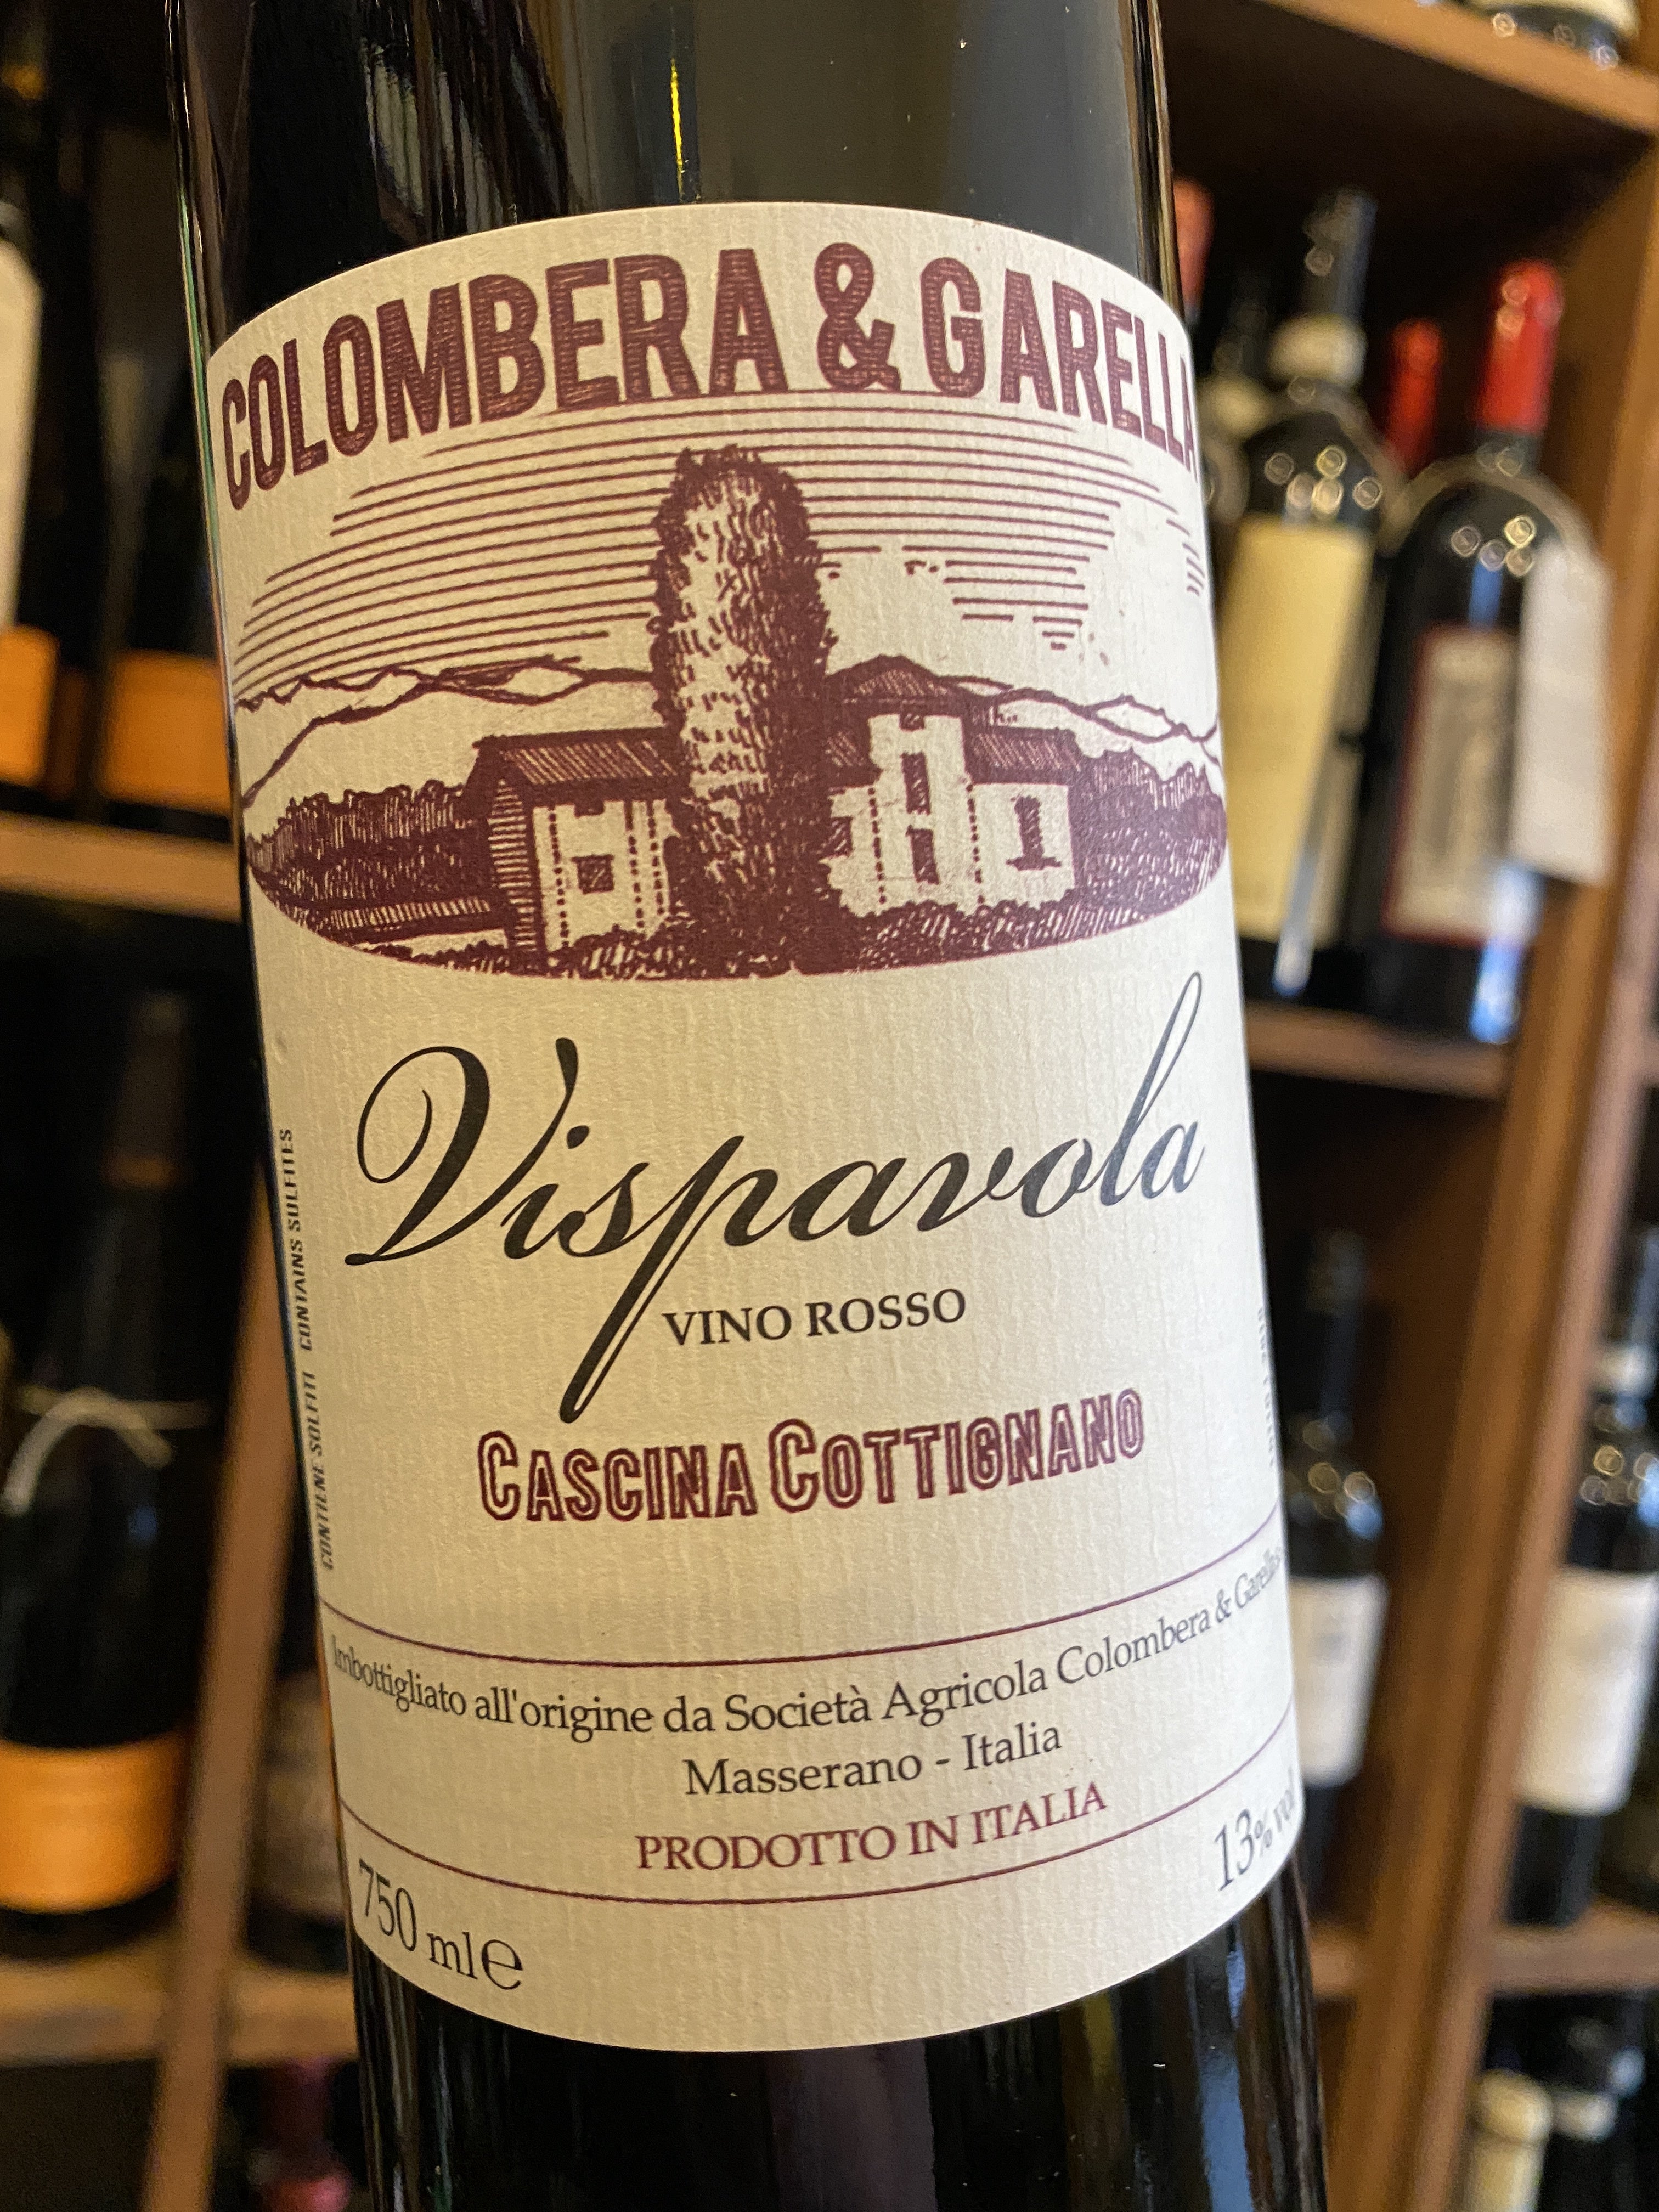 COLOMBERA & GARELLA
Vispavola
VINO ROSSO
CASCINA COTTIGNANO
CONTIENE SOLFITI CONTAINS SULFITES
Imbottigliato all'origine da Società Agricola Colombera & Garella
Masserano - Italia
PRODOTTO IN ITALIA
750 ml e
13% vol